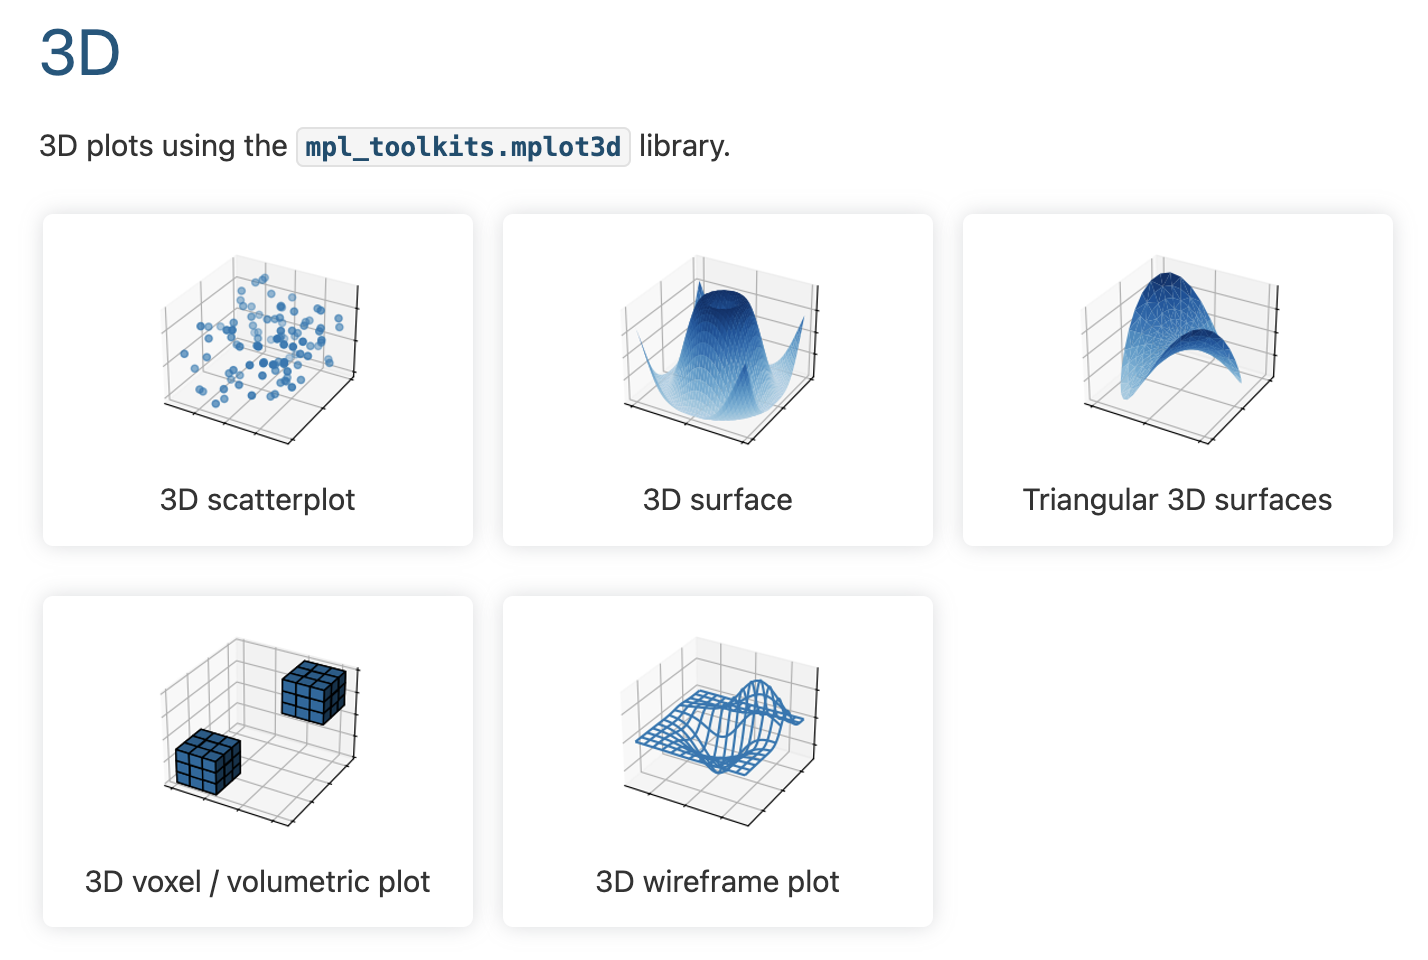 3D
3D plots using the mpl_toolkits.mplot3d library.
3D scatterplot
3D surface
Triangular 3D surfaces
3D voxel / volumetric plot
3D wireframe plot